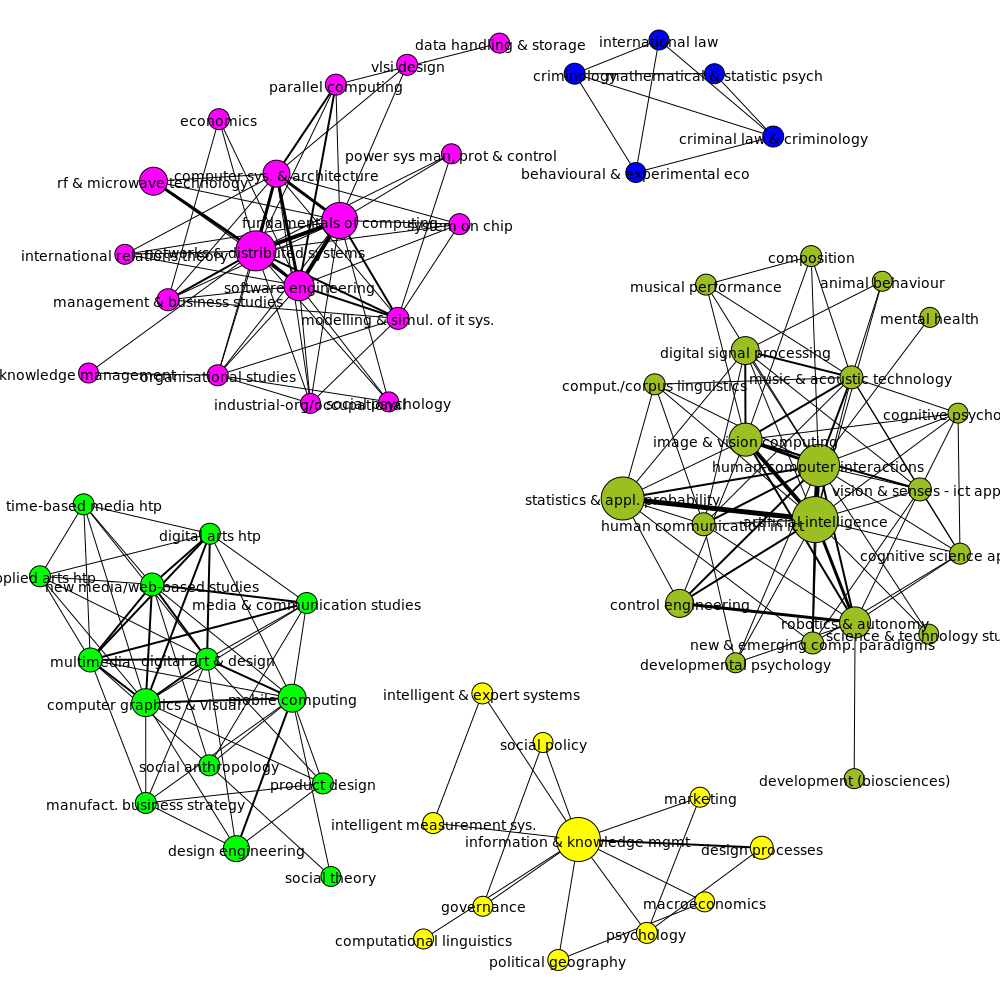 data handling & storage
vlsi design
parallel computing
economics
power sys man, prot & control
computer sys. & architecture
rf & microwave technology
fundamentals of computing
system on chip
international relations theory
networks & distributed systems
software engineering
management & business studies
modelling & simul. of it sys.
knowledge management
organisational studies
industrial-org/occupational
social psychology
international law
criminology
mathematical & statistic psych
criminal law & criminology
behavioural & experimental eco
composition
musical performance
animal behaviour
mental health
digital signal processing
comput./corpus linguistics
music & acoustic technology
cognitive psycho
image & vision computing
human-computer interactions
vision & senses - ict app
statistics & appl. probability
human communication in ict
artificial intelligence
cognitive science ap
control engineering
robotics & autonomy
science & technology stu
new & emerging comp. paradigms
developmental psychology
development (biosciences)
time-based media htp
digital arts htp
plied arts htp
new media/web-based studies
media & communication studies
multimedia
digital art & design
computer graphics & visual
mobile computing
social anthropology
product design
manufact. business strategy
design engineering
social theory
intelligent & expert systems
social policy
marketing
intelligent measurement sys.
information & knowledge mgmt
design processes
governance
macroeconomics
computational linguistics
psychology
political geography